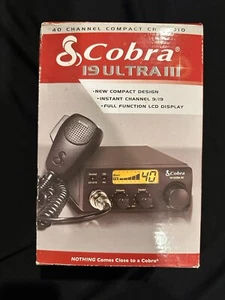 40 CHANNEL COMPACT CB RADIO
Cobra®
19 ULTRA III
•NEW COMPACT DESIGN
•INSTANT CHANNEL 9/19
•FULL FUNCTION LCD DISPLAY
40
Cobra
NOTHING Comes Close to a Cobra®